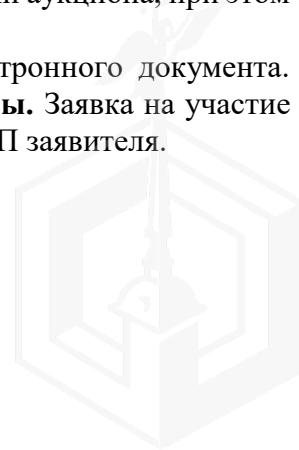 аукциона, при этом
тронного документа.
ы. Заявка на участие
П заявителя.